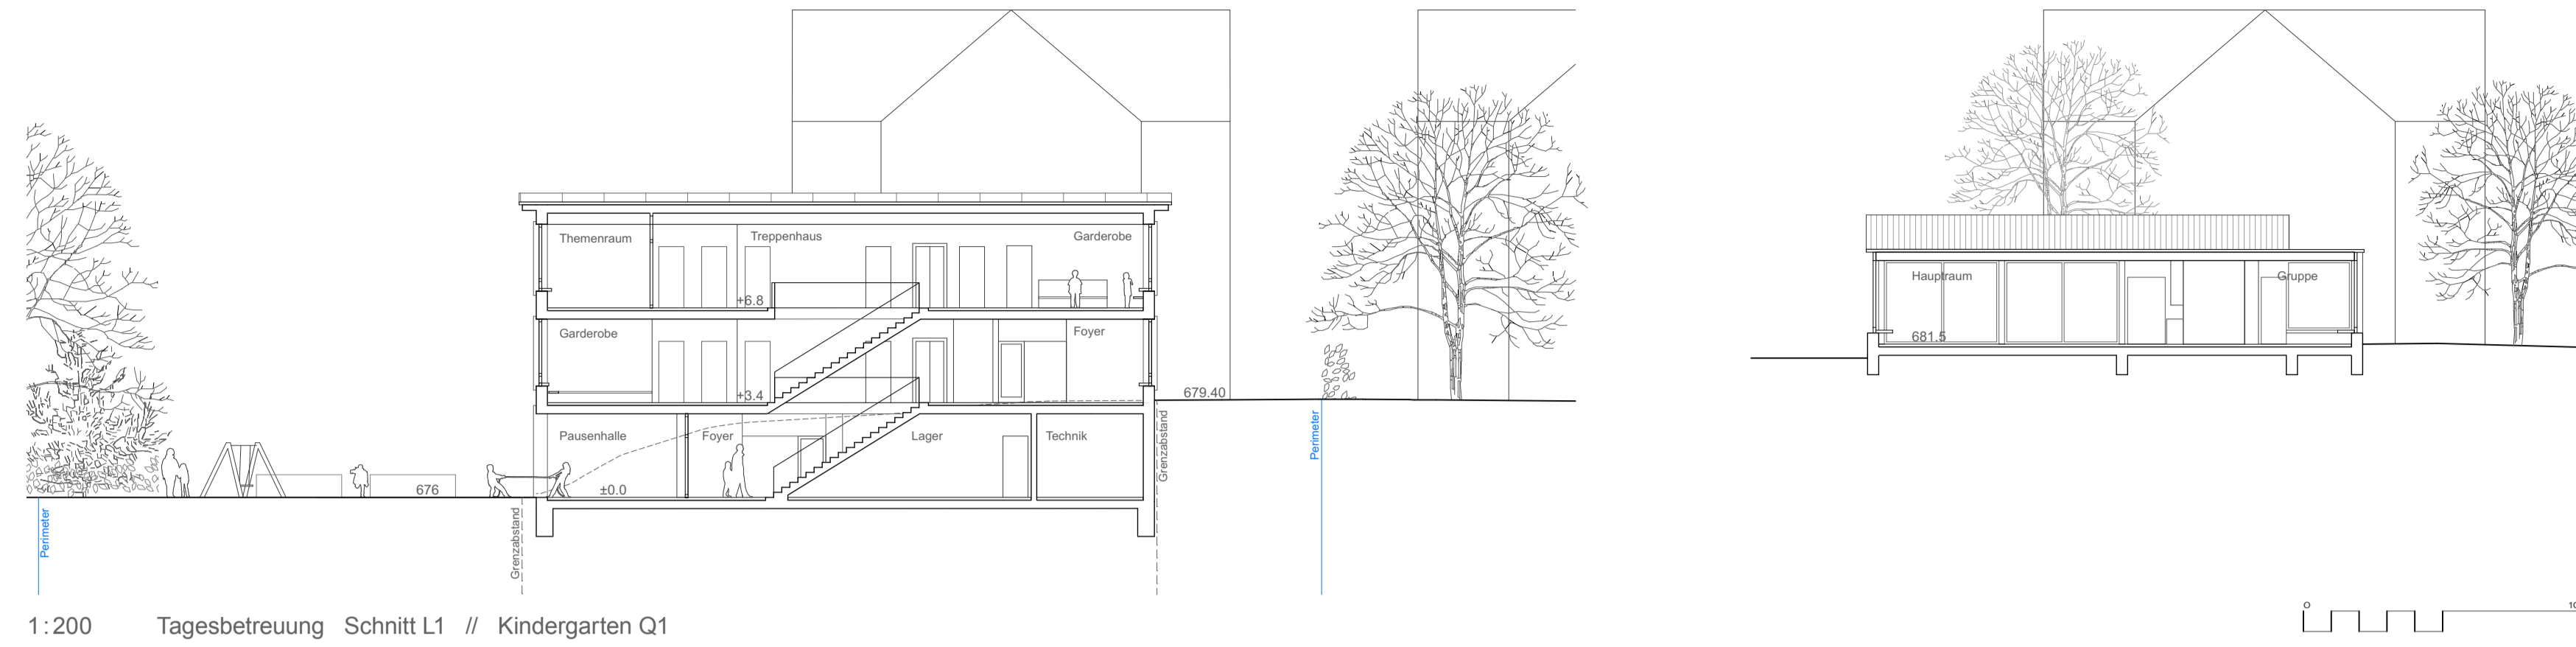 Themenraum
Treppenhaus
Garderobe
+6.8
Garderobe
Foyer
+3.4
679.40
Pausenhalle
Foyer
Lager
Technik
676
±0.0
Perimeter
Grenzabstand
Grenzabstand
Perimeter
Hauptraum
Gruppe
681.5
1:200 Tagesbetreuung Schnitt L1 // Kindergarten Q1
0 10